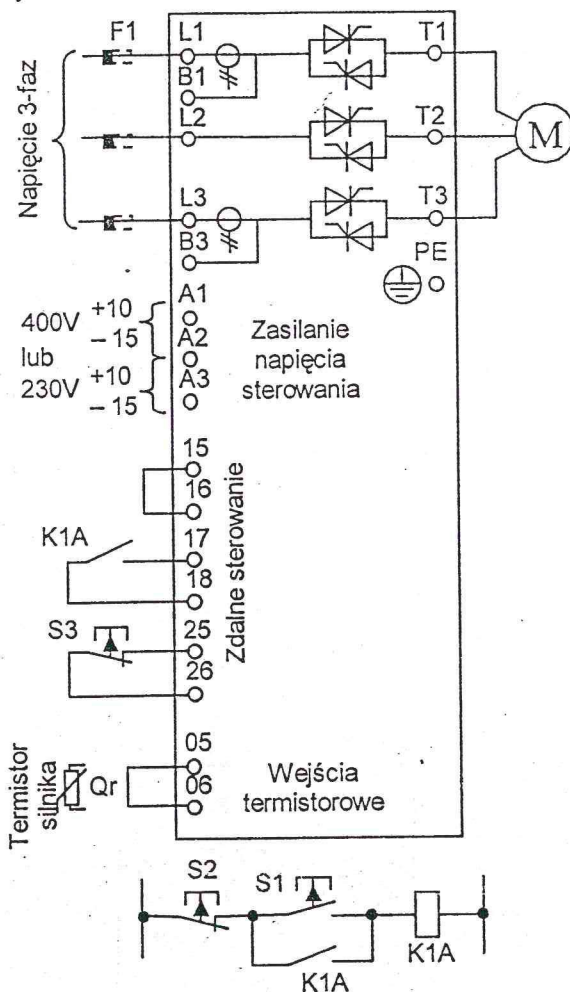 Napięcie 3-faz
F1
L1
B1
L2
L3
B3
T1
T2
T3
M
PE
400V +10
– 15
lub
230V +10
– 15
A1
A2
A3
Zasilanie
napięcia
sterowania
15
16
K1A
17
18
S3
25
26
Zdalne sterowanie
Termistor
silnika
Qr
05
06
Wejścia
termistorowe
S2
S1
K1A
K1A